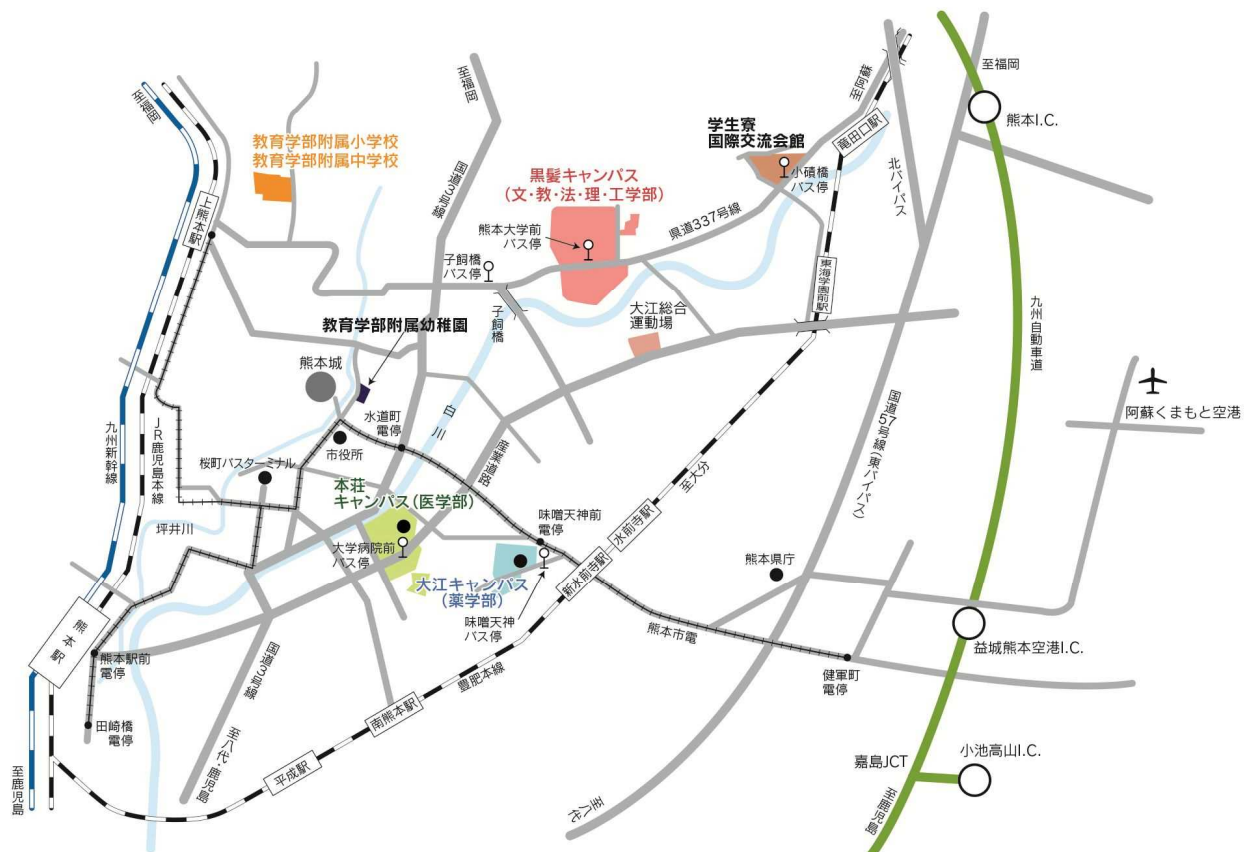 至福岡
至福岡
至福岡
至阿蘇
竜田口駅
熊本I.C.
学生寮
国際交流会館
小磧橋
バス停
北バイパス
教育学部附属小学校
教育学部附属中学校
国道3号線
黒髪キャンパス
(文・教・法・理・工学部)
熊本大学前
バス停
県道337号線
上熊本駅
子飼橋
バス停
子飼橋
東海学園前駅
大江総合
運動場
九州自動車道
教育学部附属幼稚園
熊本城
水道町
電停
白川
国道57号線(東バイパス)
阿蘇くまもと空港
九州新幹線
JR鹿児島本線
市役所
桜町バスターミナル
産業道路
至大分
本荘
キャンパス(医学部)
坪井川
大学病院前
バス停
味噌天神前
電停
水前寺駅
新水前寺駅
熊本県庁
大江キャンパス
(薬学部)
味噌天神
バス停
熊本市電
益城熊本空港I.C.
熊本駅
熊本駅前
電停
国道3号線
豊肥本線
健軍町
電停
南熊本駅
田崎橋
電停
至八代・鹿児島
平成駅
嘉島JCT
小池高山I.C.
至鹿児島
至八代
至鹿児島